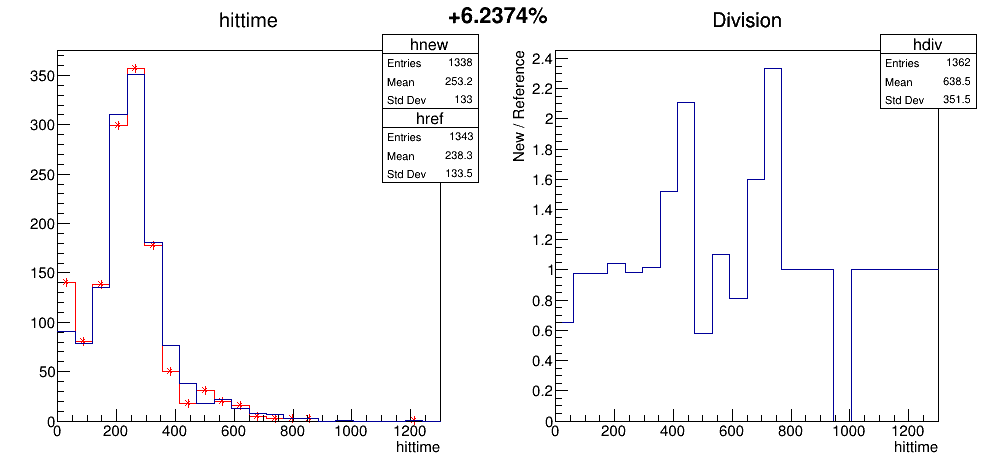 +6.2374%
hittime
hnew
Entries 1338
Mean 253.2
Std Dev 133
href
Entries 1343
Mean 238.3
Std Dev 133.5
350
300
250
200
150
100
50
0
0 200 400 600 800 1000 1200
hittime
Division
hdiv
Entries 1362
Mean 638.5
Std Dev 351.5
New / Reference
2.4
2.2
2
1.8
1.6
1.4
1.2
1
0.8
0.6
0.4
0.2
0
0 200 400 600 800 1000 1200
hittime